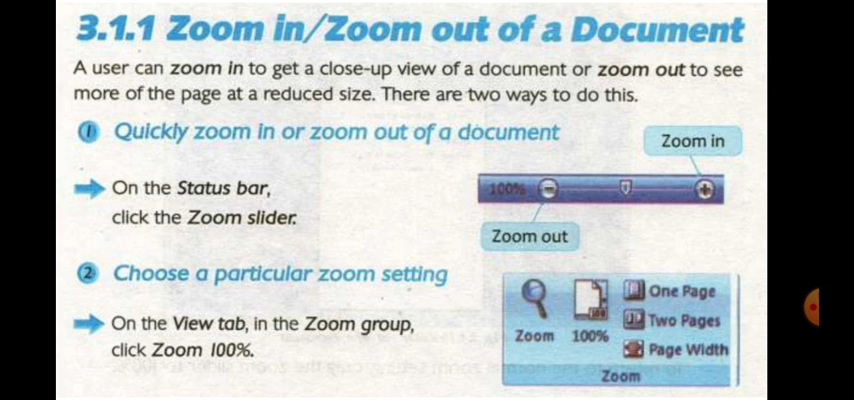 3.1.1 Zoom in/Zoom out of a Document
A user can zoom in to get a close-up view of a document or zoom out to see
more of the page at a reduced size. There are two ways to do this.
1 Quickly zoom in or zoom out of a document
Zoom in
On the Status bar,
click the Zoom slider.
100%
Zoom out
2 Choose a particular zoom setting
On the View tab, in the Zoom group,
click Zoom 100%.
Zoom
100%
One Page
Two Pages
Page Width
Zoom